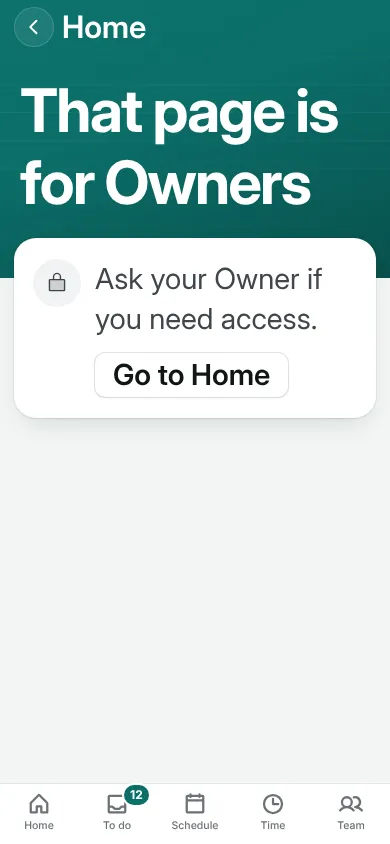 Home
That page is
for Owners
Ask your Owner if
you need access.
Go to Home
12
Home
To do
Schedule
Time
Team